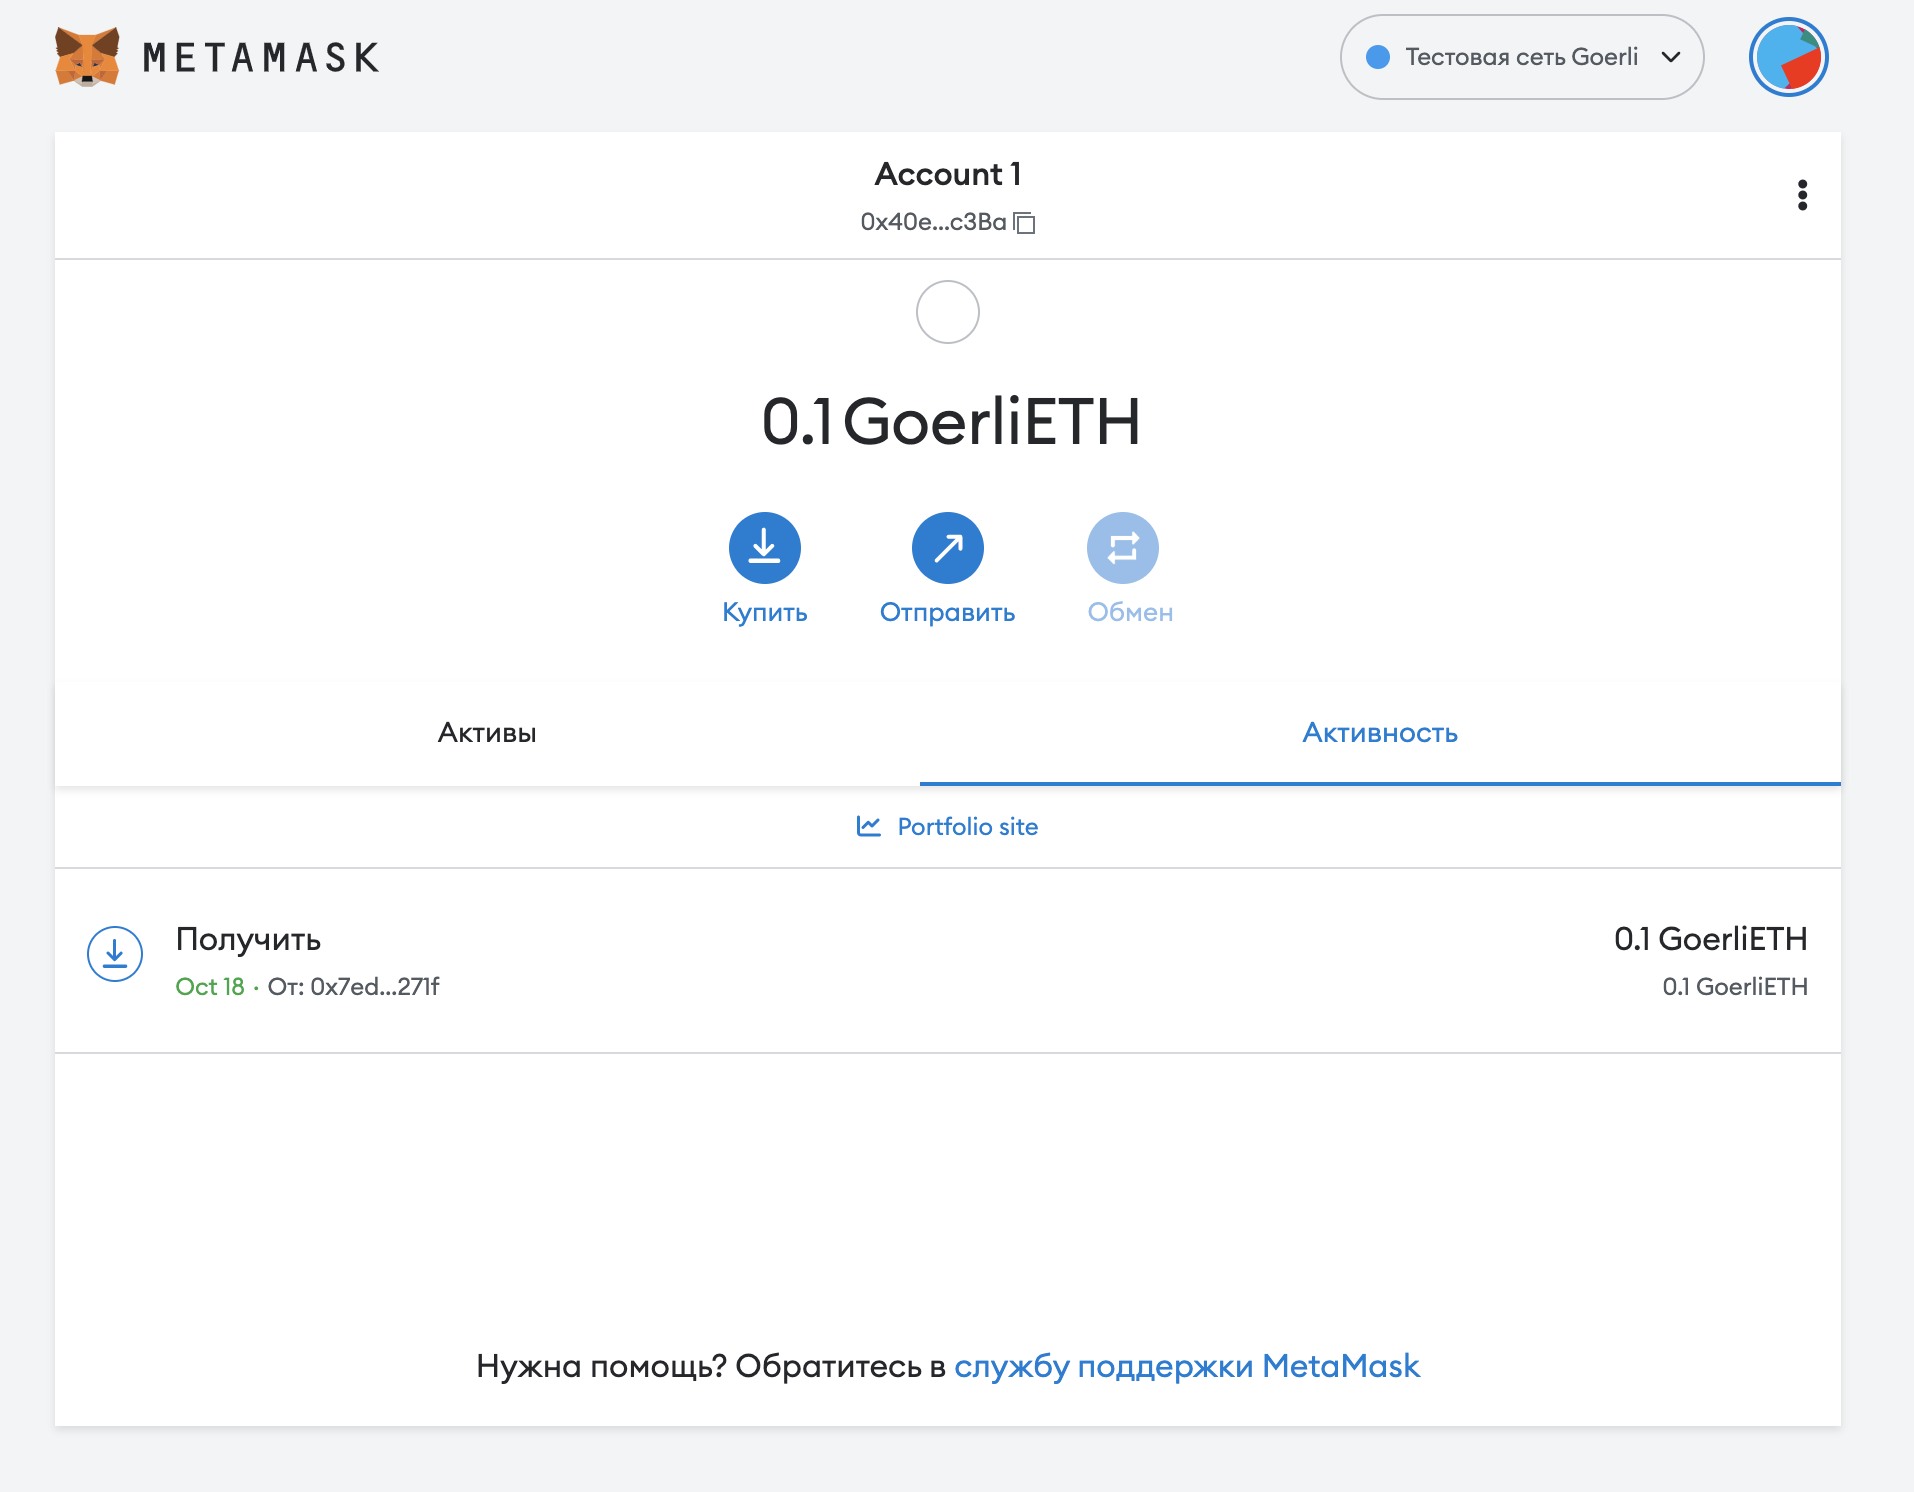 METAMASK
Тестовая сеть Goerli
Account 1
0x40e...c3Ba
0.1 GoerliETH
Купить
Отправить
Обмен
Активы
Активность
Portfolio site
Получить
0.1 GoerliETH
Oct 18 · От: 0x7ed...271f
0.1 GoerliETH
Нужна помощь? Обратитесь в службу поддержки MetaMask